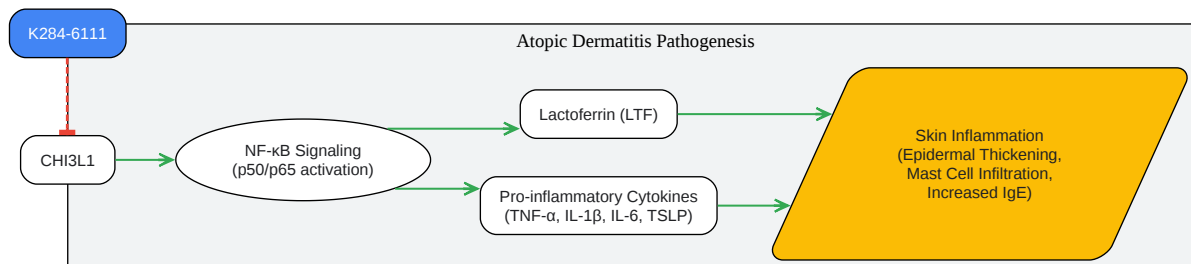 K284-6111
Atopic Dermatitis Pathogenesis
CHI3L1
NF-κB Signaling
(p50/p65 activation)
Lactoferrin (LTF)
Pro-inflammatory Cytokines
(TNF-α, IL-1β, IL-6, TSLP)
Skin Inflammation
(Epidermal Thickening,
Mast Cell Infiltration,
Increased IgE)